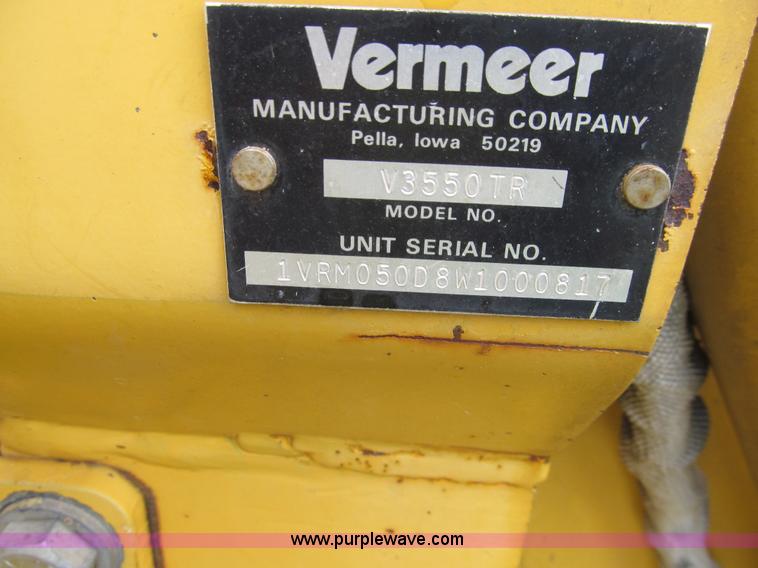 Vermeer
MANUFACTURING COMPANY
Pella, Iowa 50219
V3550TR
MODEL NO.
UNIT SERIAL NO.
1VRM050D8W1000817
www.purplewave.com